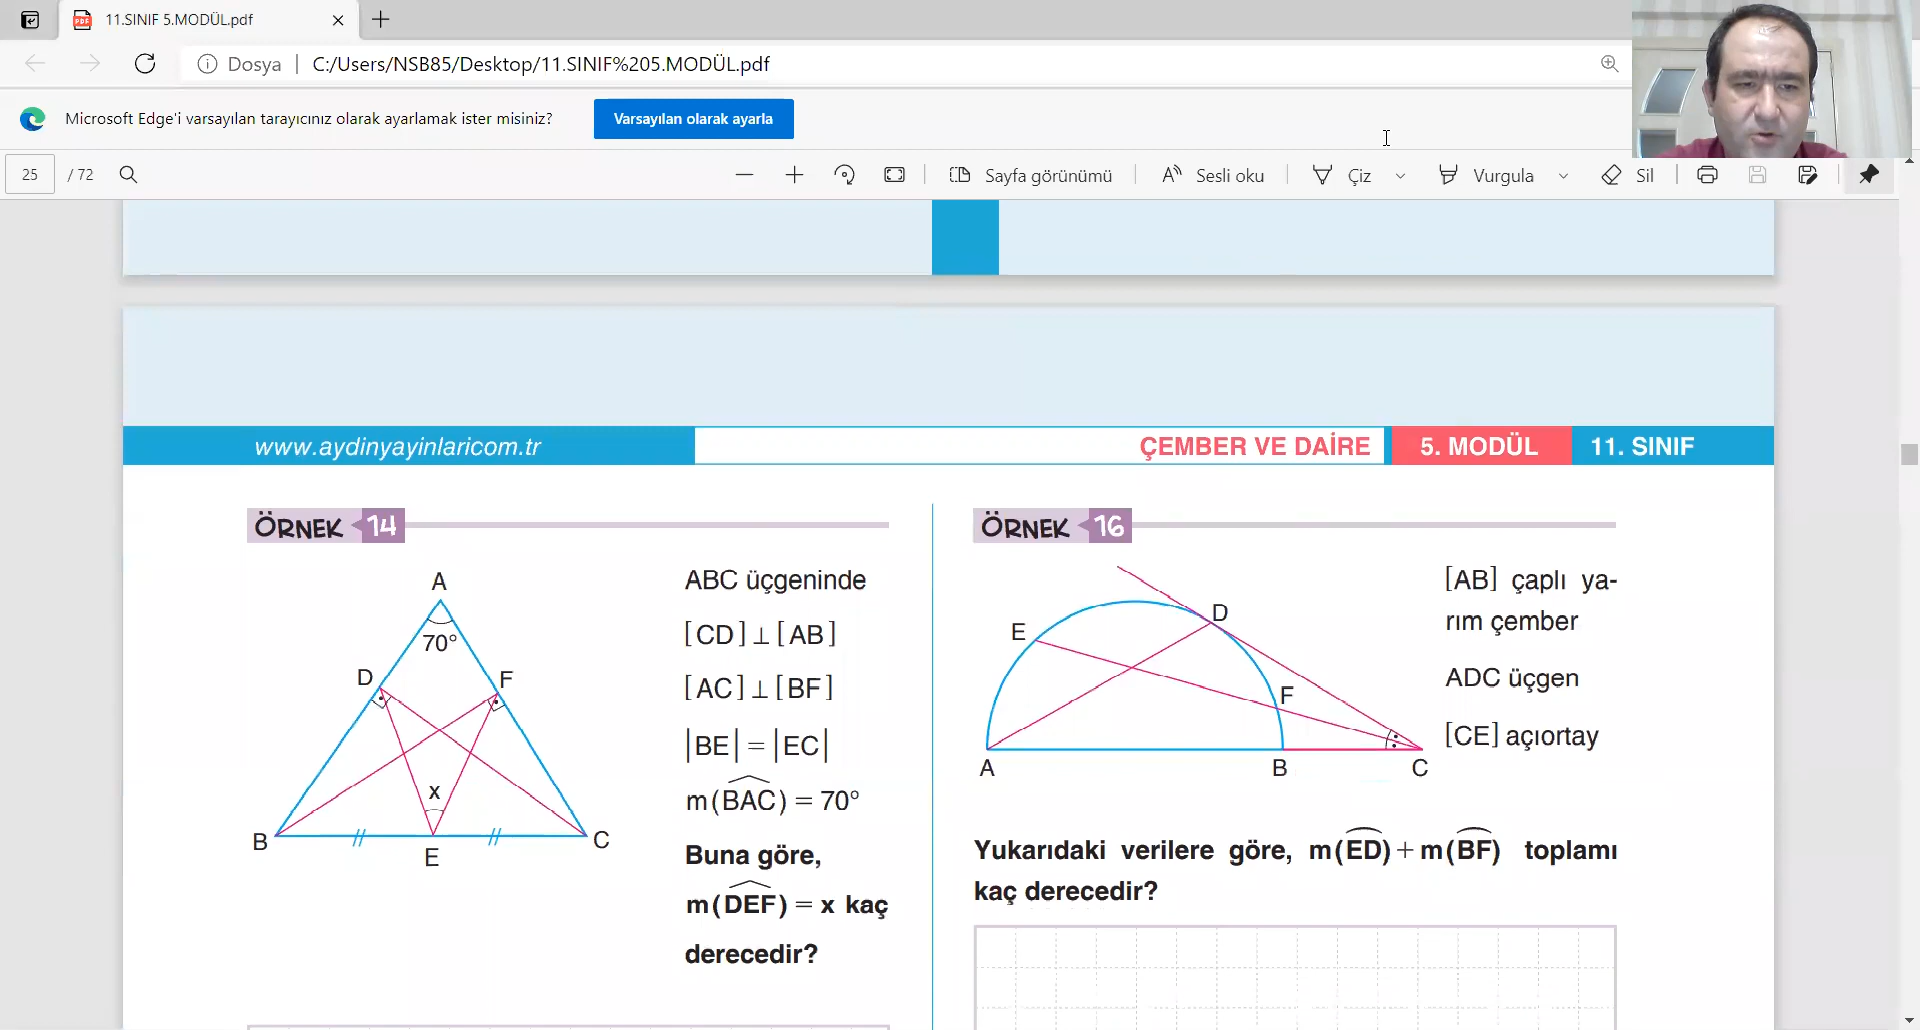 11.SINIF 5.MODÜL.pdf
Dosya
C:/Users/NSB85/Desktop/11.SINIF%205.MODÜL.pdf
Microsoft Edge'i varsayılan tarayıcınız olarak ayarlamak ister misiniz?
Varsayılan olarak ayarla
25 / 72
Sayfa görünümü
Sesli oku
Çiz
Vurgula
Sil
www.aydinyayinlaricom.tr
ÇEMBER VE DAİRE
5. MODÜL
11. SINIF
ÖRNEK 14
A
70°
D
F
x
B
E
C
ABC üçgeninde
[CD] ⊥ [AB]
[AC] ⊥ [BF]
|BE| = |EC|
m(BAC) = 70°
Buna göre,
m(DEF) = x kaç
derecedir?
ÖRNEK 16
D
E
F
A
B
C
[AB] çaplı ya-
rım çember
ADC üçgen
[CE] açıortay
Yukarıdaki verilere göre, m(ED) + m(BF) toplamı
kaç derecedir?